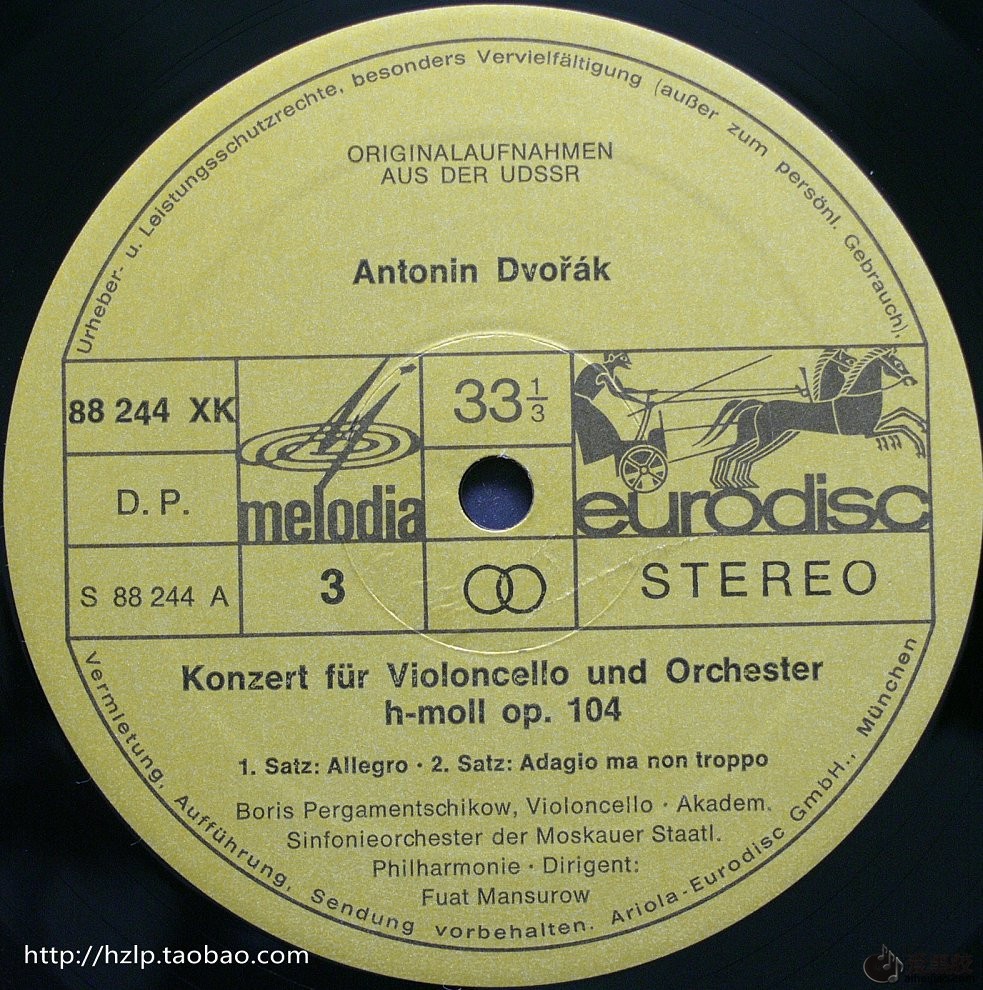 Urheber- u. Leistungsschutzrechte, besonders Vervielfältigung (außer zum persönl. Gebrauch),
ORIGINALAUFNAHMEN
AUS DER UDSSR
Antonin Dvořák
88 244 XK
33 1/3
D. P.
melodia
eurodisc
S 88 244 A
3
STEREO
Konzert für Violoncello und Orchester
h-moll op. 104
1. Satz: Allegro · 2. Satz: Adagio ma non troppo
Boris Pergamentschikow, Violoncello · Akadem.
Sinfonieorchester der Moskauer Staatl.
Philharmonie · Dirigent:
Fuat Mansurow
Vermietung, Aufführung, Sendung vorbehalten. Ariola-Eurodisc GmbH., München
http://hzlp.taobao.com